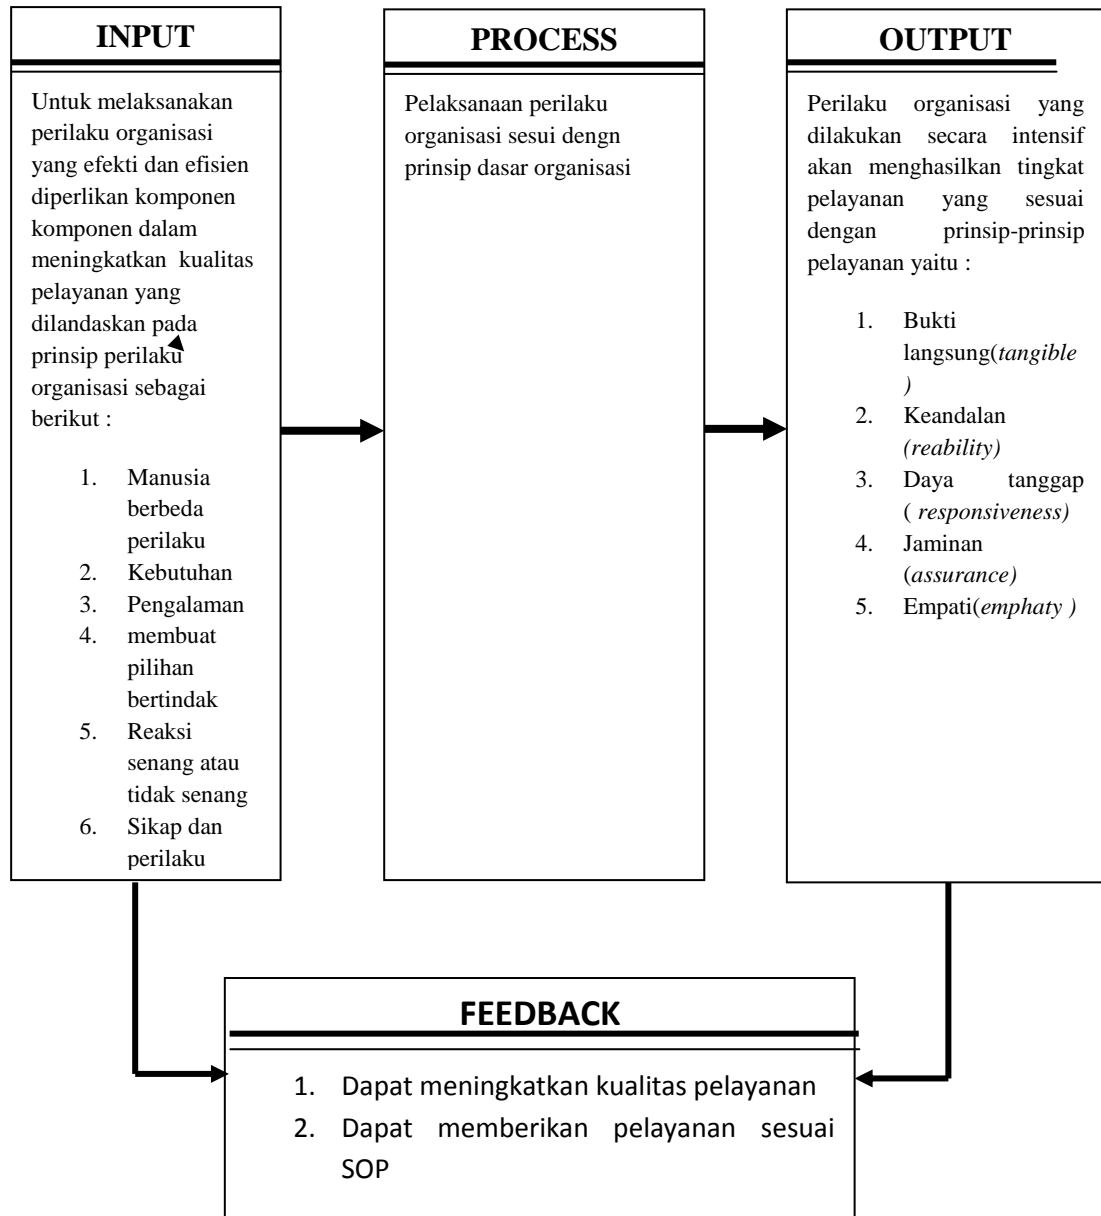 INPUT
Untuk melaksanakan
perilaku organisasi
yang efekti dan efisien
diperlikan komponen
komponen dalam
meningkatkan kualitas
pelayanan yang
dilandaskan pada
prinsip perilaku
organisasi sebagai
berikut :
1. Manusia
berbeda
perilaku
2. Kebutuhan
3. Pengalaman
4. membuat
pilihan
bertindak
5. Reaksi
senang atau
tidak senang
6. Sikap dan
perilaku
PROCESS
Pelaksanaan perilaku
organisasi sesui dengn
prinsip dasar organisasi
OUTPUT
Perilaku organisasi yang
dilakukan secara intensif
akan menghasilkan tingkat
pelayanan yang sesuai
dengan prinsip-prinsip
pelayanan yaitu :
1. Bukti
langsung(tangible
)
2. Keandalan
(reability)
3. Daya tanggap
( responsiveness)
4. Jaminan
(assurance)
5. Empati(emphaty )
FEEDBACK
1. Dapat meningkatkan kualitas pelayanan
2. Dapat memberikan pelayanan sesuai
SOP